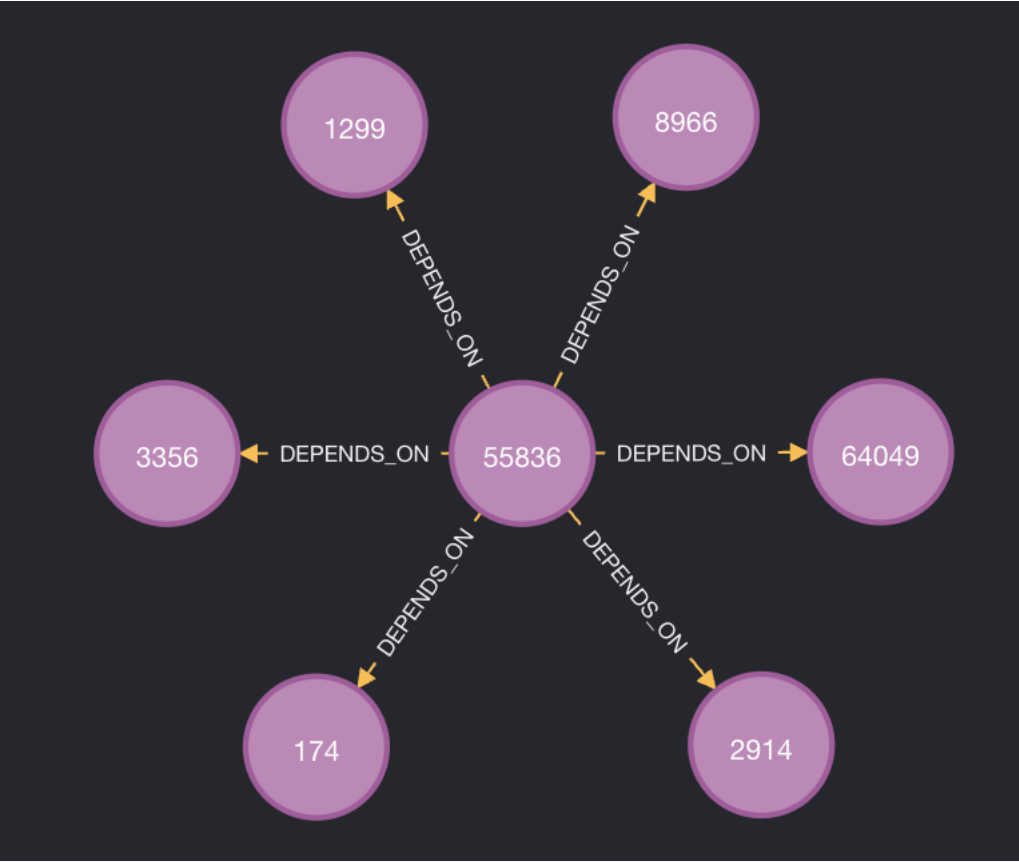 1299
8966
DEPENDS_ON
DEPENDS_ON
3356
DEPENDS_ON
55836
DEPENDS_ON
64049
DEPENDS_ON
DEPENDS_ON
174
2914